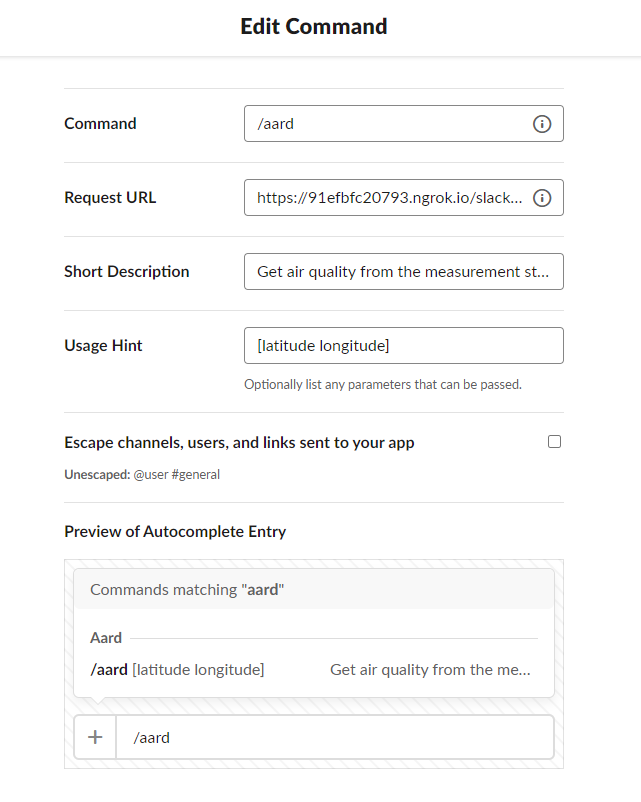 Edit Command
Command
/aard
Request URL
https://91efbfc20793.ngrok.io/slack...
Short Description
Get air quality from the measurement st...
Usage Hint
[latitude longitude]
Optionally list any parameters that can be passed.
Escape channels, users, and links sent to your app
Unescaped: @user #general
Preview of Autocomplete Entry
Commands matching "aard"
Aard
/aard [latitude longitude] Get air quality from the me...
/aard